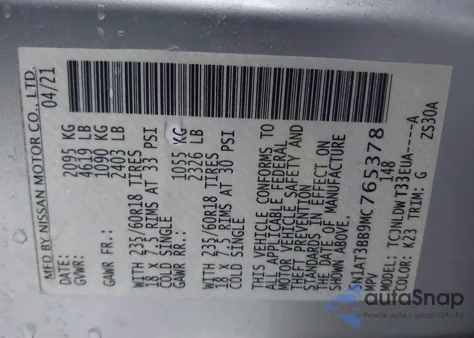 MFD BY NISSAN MOTOR CO., LTD.
04/21
GVWR: 2095 KG
4619 LB
GAWR FR: 1090 KG
2403 LB
WITH 235/60R18 TIRES
18 X 7.5 RIMS AT 33 PSI
COLD SINGLE
GAWR RR: 1055 KG
2326 LB
WITH 235/60R18 TIRES
18 X 7.5 RIMS AT 30 PSI
COLD SINGLE
THIS VEHICLE CONFORMS TO
ALL APPLICABLE FEDERAL
MOTOR VEHICLE SAFETY AND
THEFT PREVENTION
STANDARDS IN EFFECT ON
THE DATE OF MANUFACTURE
SHOWN ABOVE.
5N1AT3BB9MC765378
MPV 148
TC3NLDW T33EUA-----A
COLOR: K23 TRIM: G
ZS30A
autoSnap